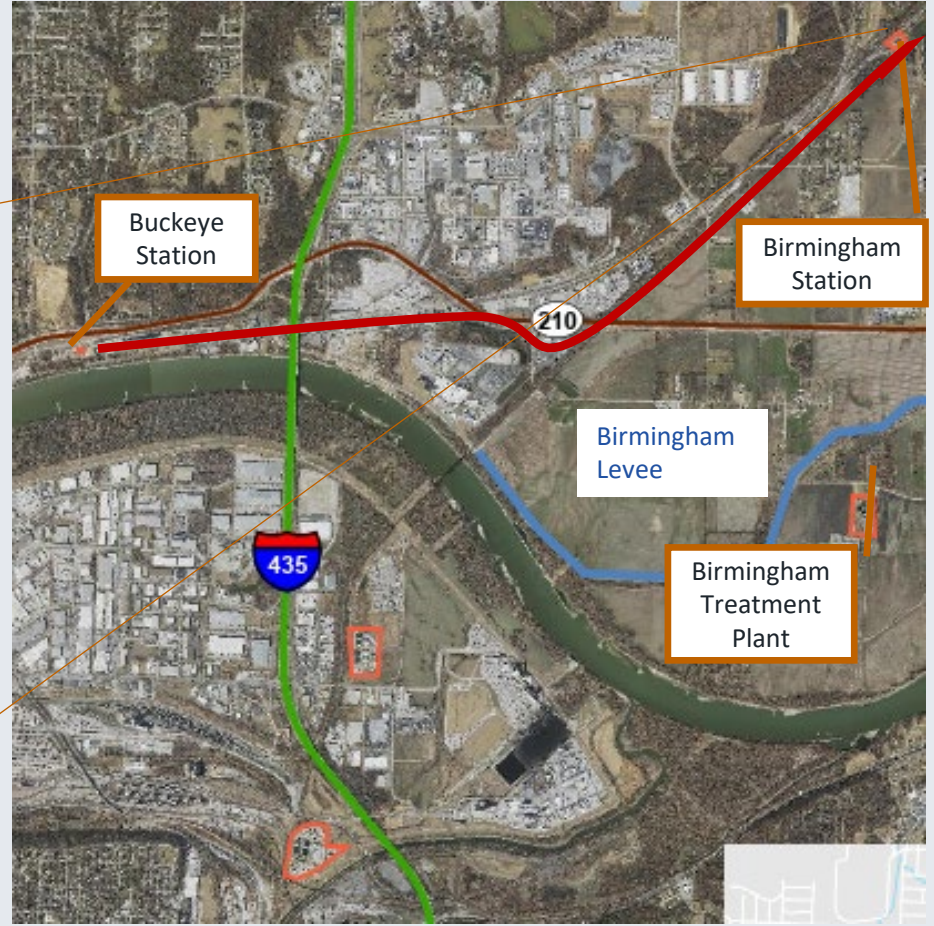 Buckeye
Station
Birmingham
Station
210
Birmingham
Levee
435
Birmingham
Treatment
Plant